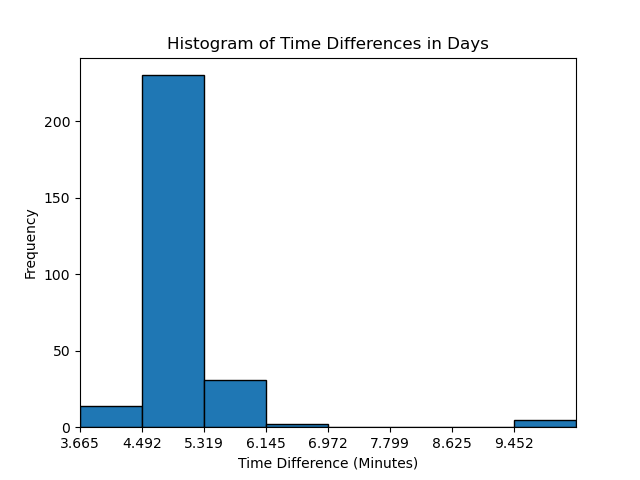 Histogram of Time Differences in Days
Frequency
200
150
100
50
0
3.665 4.492 5.319 6.145 6.972 7.799 8.625 9.452
Time Difference (Minutes)